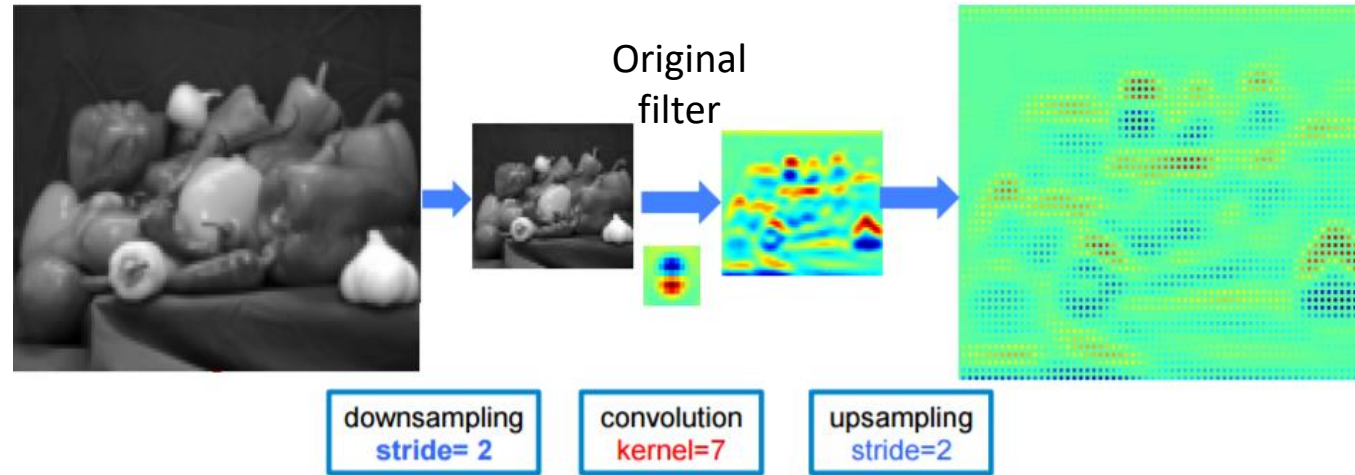 Original
filter
downsampling
stride= 2
convolution
kernel=7
upsampling
stride=2